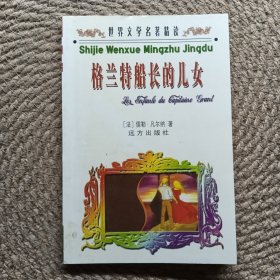 世界文学名著精读
Shijie Wenxue Mingzhu Jingdu
格兰特船长的儿女
Les Enfants du Capitaine Grant
[法] 儒勒·凡尔纳 著
远方出版社